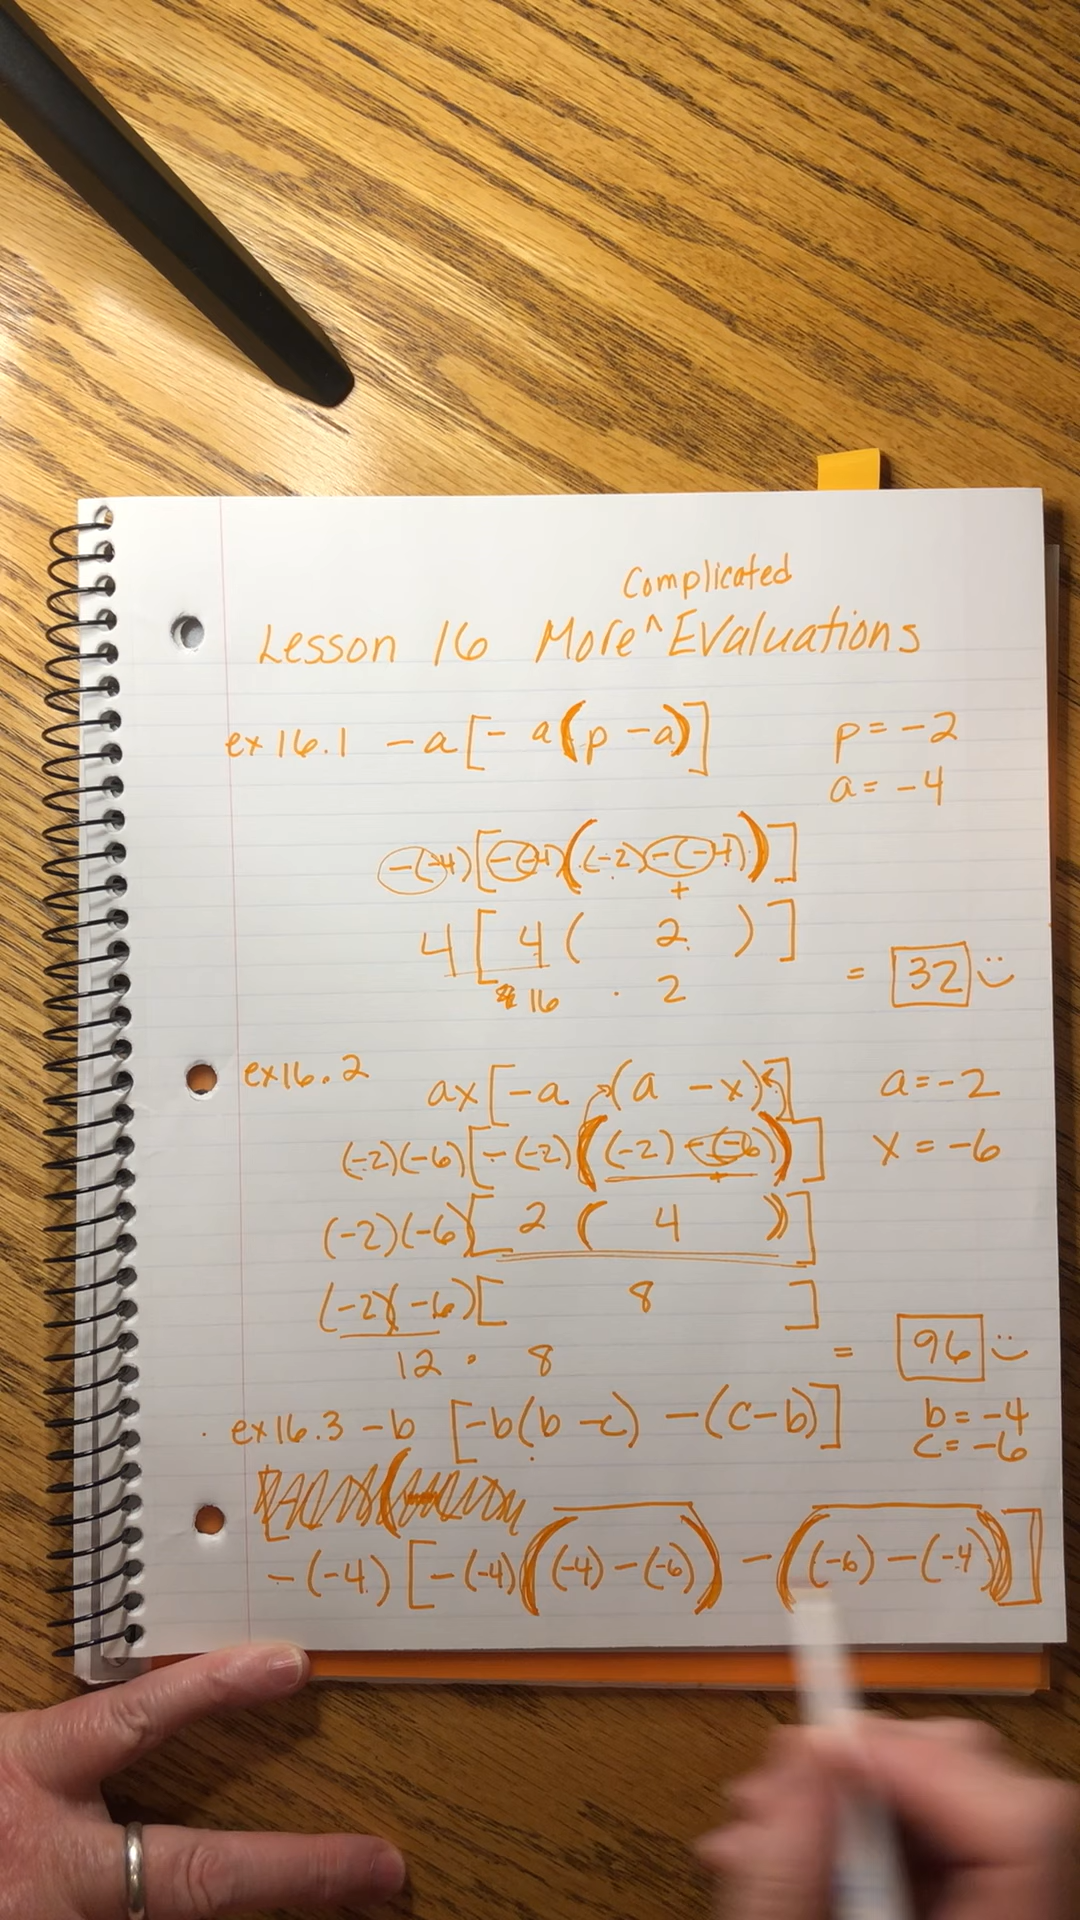 Complicated
Lesson 16 More ^ Evaluations
ex 16.1 -a[-a(p-a)] p=-2
a=-4
-(-4)[-(-4)((-2)-(-4))]
+
4[4( 2 )]
16 · 2 = 32
ex16.2 ax[-a(a-x)] a=-2
(-2)(-6)[-(-2)((-2)-(-6))] x=-6
+
(-2)(-6)[2( 4 )]
(-2)(-6)[ 8 ]
12 · 8 = 96
ex16.3 -b [-b(b-c) -(c-b)] b=-4
c=-6
-(-4)[-(-4)((-4)-(-6)) - ((-6)-(-4))]